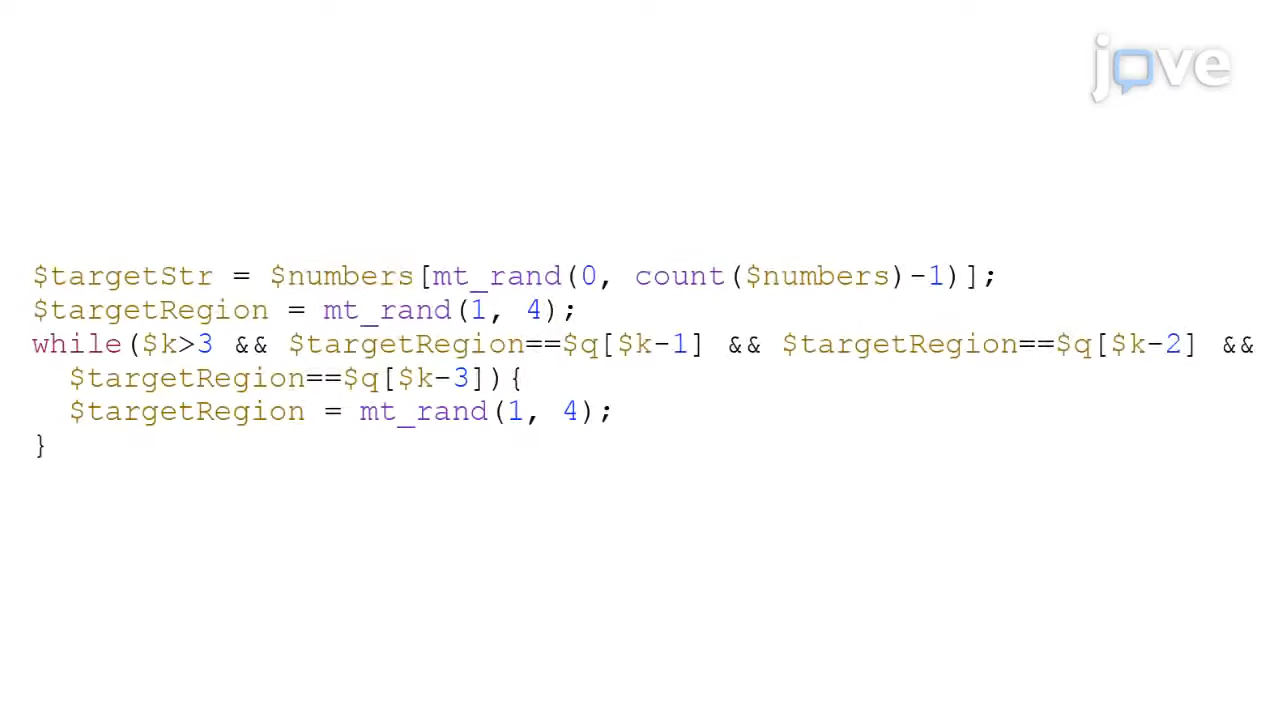 jove
$targetStr = $numbers[mt_rand(0, count($numbers)-1)];
$targetRegion = mt_rand(1, 4);
while($k>3 && $targetRegion==$q[$k-1] && $targetRegion==$q[$k-2] &&
$targetRegion==$q[$k-3]){
$targetRegion = mt_rand(1, 4);
}